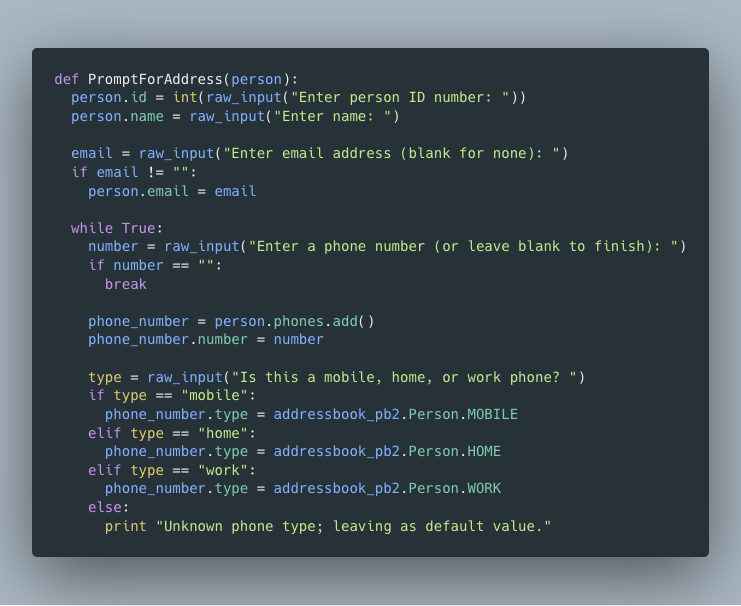 def PromptForAddress(person):
  person.id = int(raw_input("Enter person ID number: "))
  person.name = raw_input("Enter name: ")

  email = raw_input("Enter email address (blank for none): ")
  if email != "":
    person.email = email

  while True:
    number = raw_input("Enter a phone number (or leave blank to finish): ")
    if number == "":
      break

    phone_number = person.phones.add()
    phone_number.number = number

    type = raw_input("Is this a mobile, home, or work phone? ")
    if type == "mobile":
      phone_number.type = addressbook_pb2.Person.MOBILE
    elif type == "home":
      phone_number.type = addressbook_pb2.Person.HOME
    elif type == "work":
      phone_number.type = addressbook_pb2.Person.WORK
    else:
      print "Unknown phone type; leaving as default value."